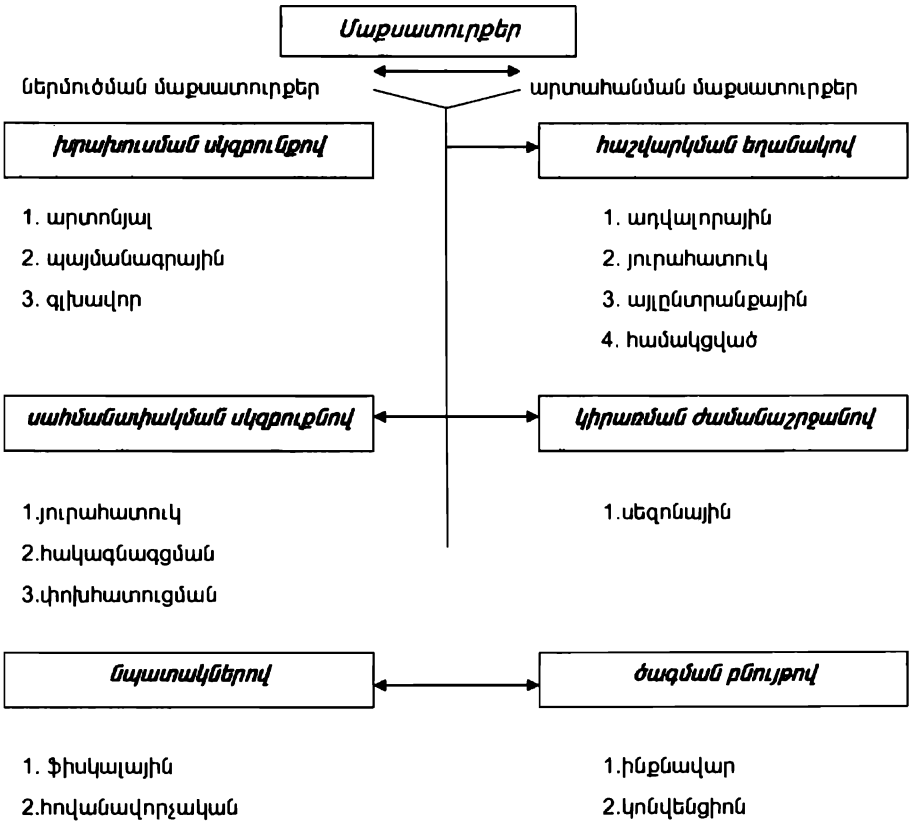 Մաքսատուրքեր
ներմուծման մաքսատուրքեր
արտահանման մաքսատուրքեր
խրախուսման սկզբունքով
հաշվարկման եղանակով
1. արտոնյալ
2. պայմանագրային
3. գլխավոր
1. ադվալորային
2. յուրահատուկ
3. այլընտրանքային
4. համակցված
սահմանափակման սկզբուքնով
կիրառման ժամանաշրջանով
1.յուրահատուկ
2.հակագնագցման
3.փոխհատուցման
1.սեզոնային
նպատակներով
ծագման բնույթով
1. ֆիսկալային
2.հովանավորչական
1.ինքնավար
2.կոնվենցիոն